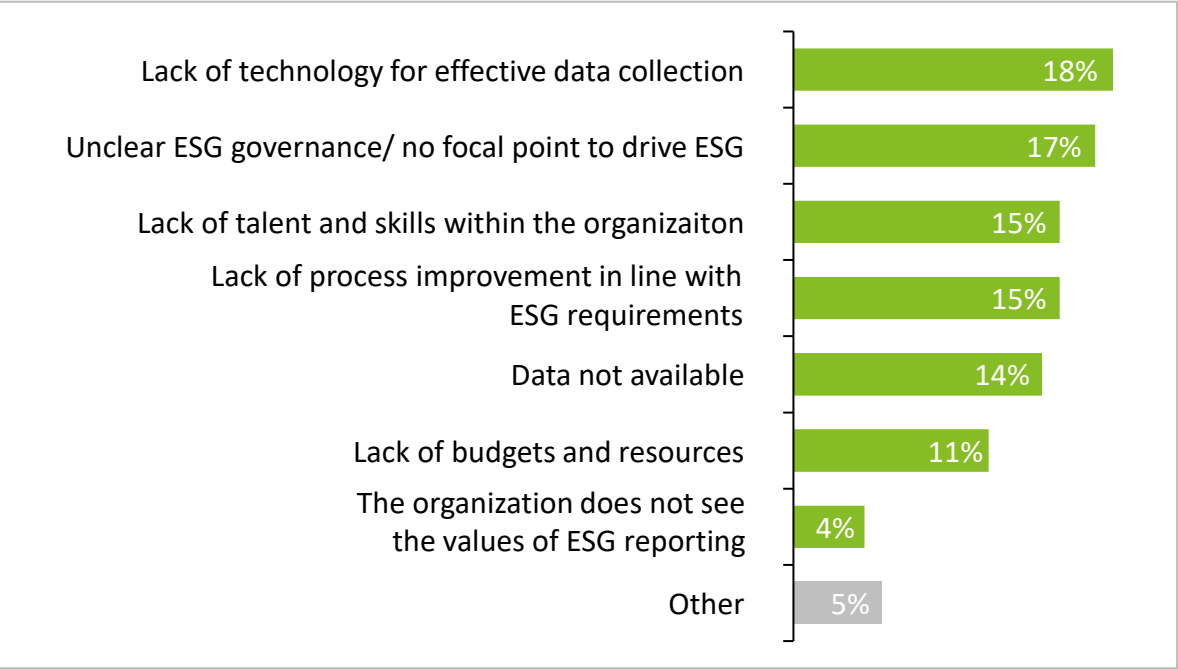 Lack of technology for effective data collection 18%
Unclear ESG governance/ no focal point to drive ESG 17%
Lack of talent and skills within the organizaiton 15%
Lack of process improvement in line with
ESG requirements 15%
Data not available 14%
Lack of budgets and resources 11%
The organization does not see
the values of ESG reporting 4%
Other 5%